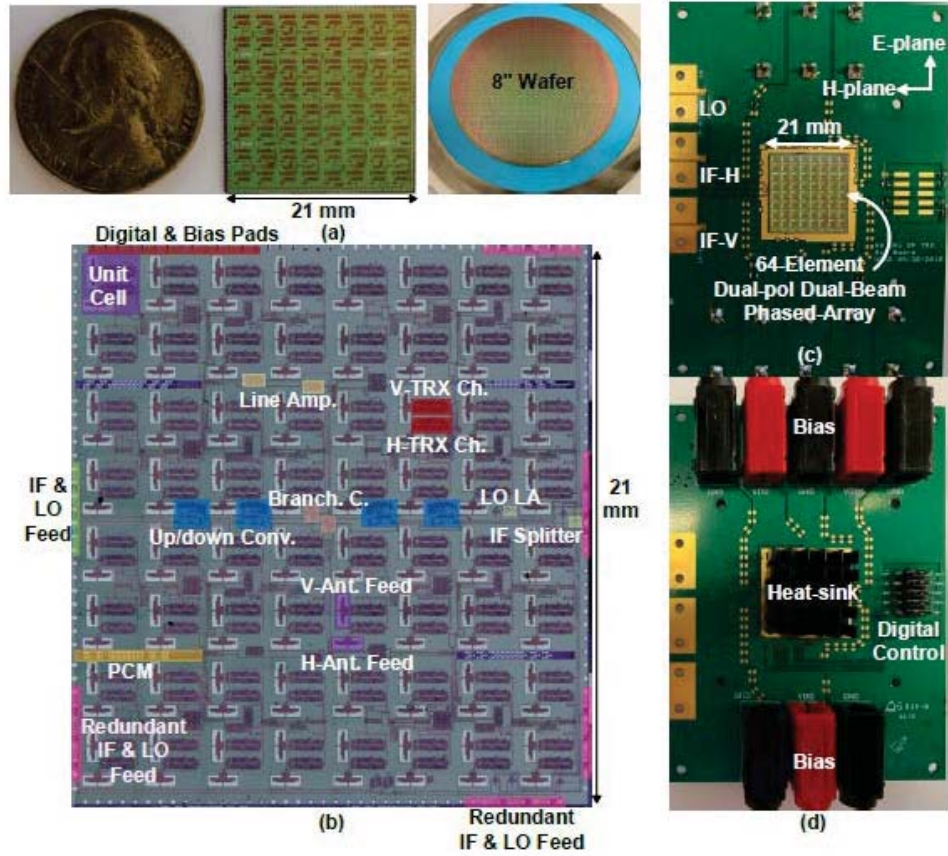 8" Wafer
21 mm
(a)
Digital & Bias Pads
Unit
Cell
Line Amp.
V-TRX Ch.
H-TRX Ch.
IF &
LO
Feed
Branch. C.
LO LA
Up/down Conv.
IF Splitter
21
mm
V-Ant. Feed
H-Ant. Feed
PCM
Redundant
IF & LO
Feed
(b)
Redundant
IF & LO Feed
E-plane
H-plane
LO
21 mm
IF-H
IF-V
64-Element
Dual-pol Dual-Beam
Phased-Array
(c)
Bias
Heat-sink
Digital
Control
Bias
(d)